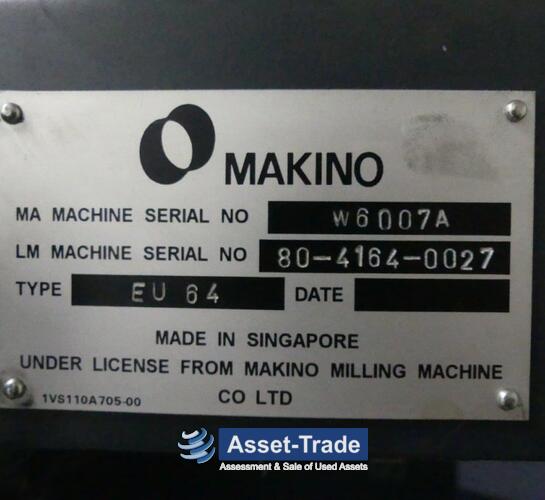 MAKINO
MA MACHINE SERIAL NO W6007A
LM MACHINE SERIAL NO 80-4164-0027
TYPE EU 64 DATE
MADE IN SINGAPORE
UNDER LICENSE FROM MAKINO MILLING MACHINE
1VS110A705-00 CO LTD
Asset-Trade
Assessment & Sale of Used Assets